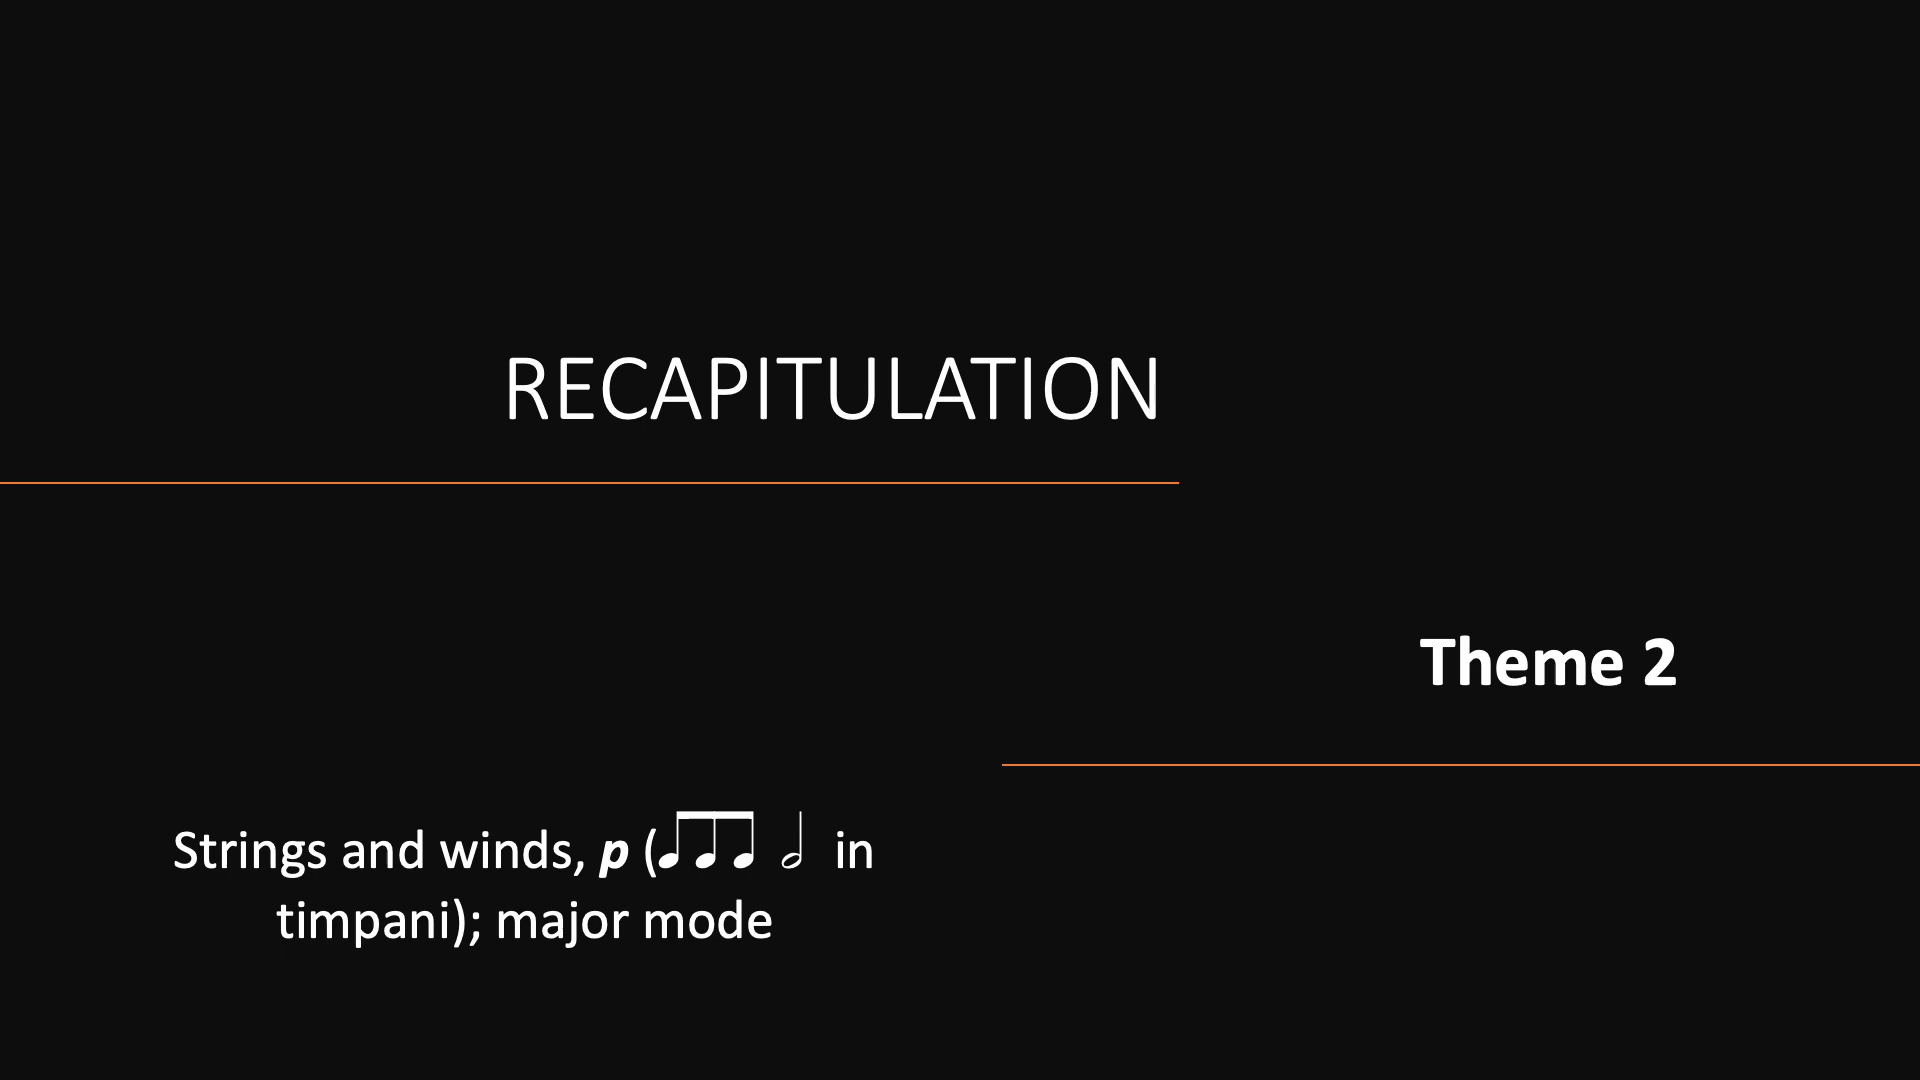 RECAPITULATION
Theme 2
Strings and winds, p (♫♪ 𝅗𝅥 in
timpani); major mode